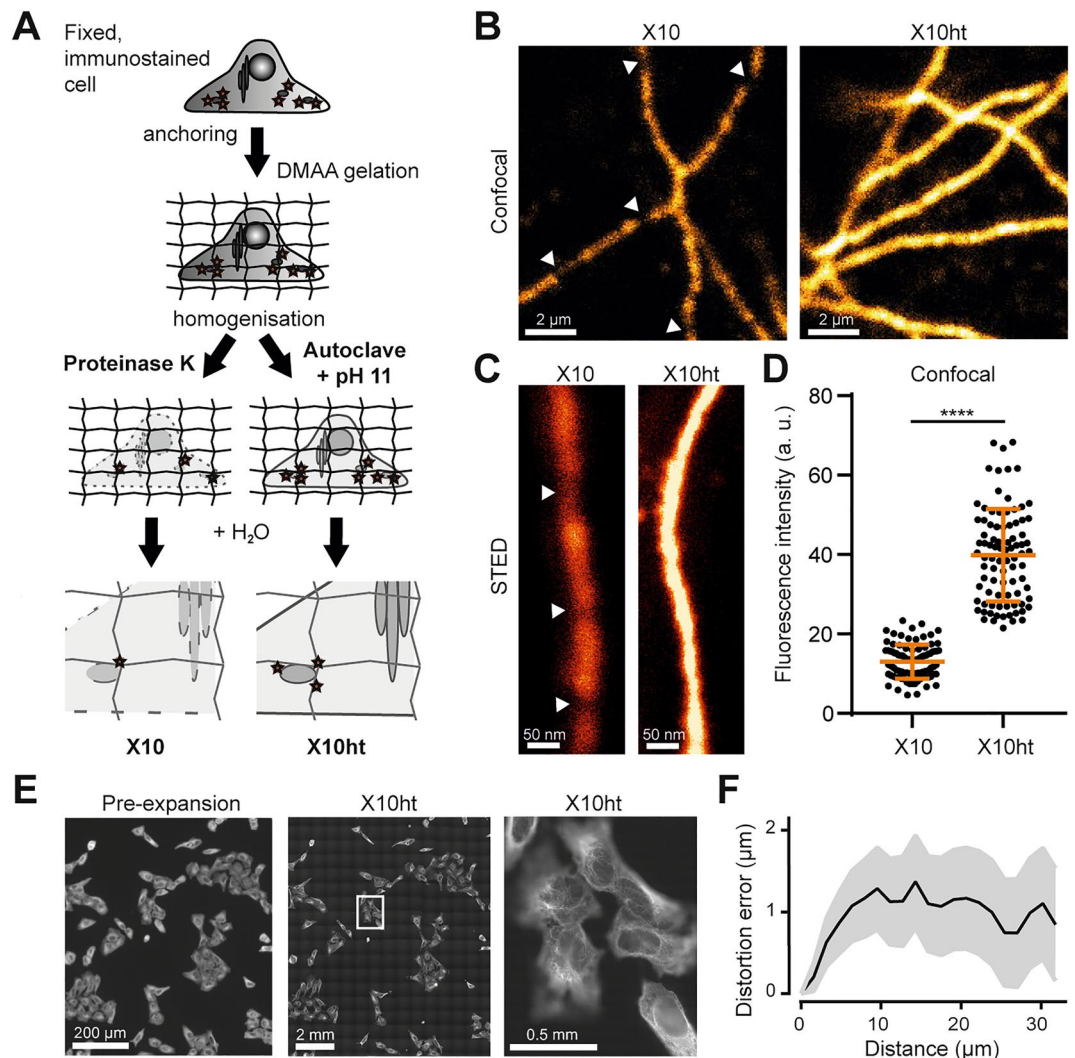 A
Fixed,
immunostained
cell
anchoring
DMAA gelation
homogenisation
Proteinase K
Autoclave
+ pH 11
+ H₂O
X10
X10ht
B
X10
X10ht
Confocal
2 µm
2 µm
C
X10
X10ht
STED
50 nm
50 nm
D
Confocal
****
Fluorescence intensity (a. u.)
80
60
40
20
0
X10
X10ht
E
Pre-expansion
X10ht
X10ht
200 µm
2 mm
0.5 mm
F
Distortion error (µm)
2
1
0
0
10
20
30
Distance (µm)